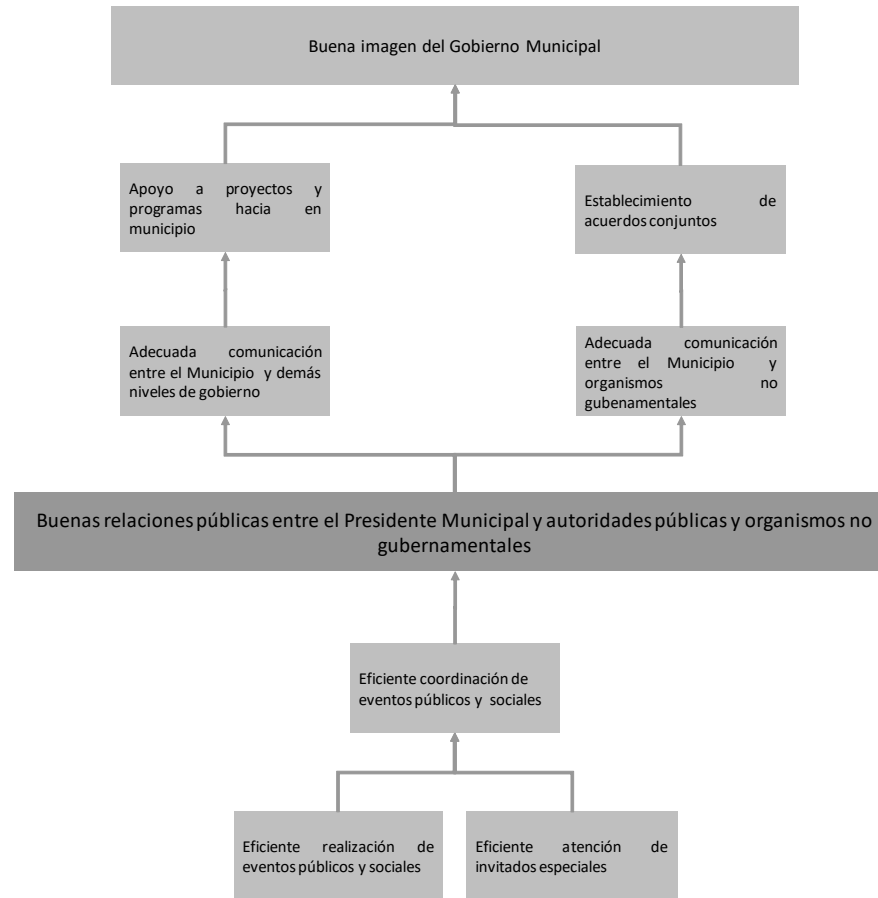 Buena imagen del Gobierno Municipal
Apoyo a proyectos y
programas hacia en
municipio
Establecimiento de
acuerdos conjuntos
Adecuada comunicación
entre el Municipio y demás
niveles de gobierno
Adecuada comunicación
entre el Municipio y
organismos no
gubenamentales
Buenas relaciones públicas entre el Presidente Municipal y autoridades públicas y organismos no
gubernamentales
Eficiente coordinación de
eventos públicos y sociales
Eficiente realización de
eventos públicos y sociales
Eficiente atención de
invitados especiales